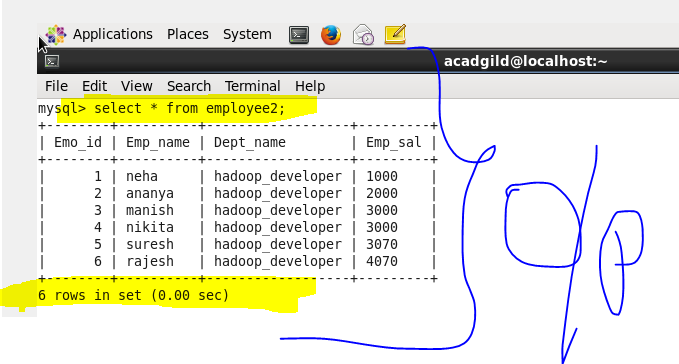 Applications Places System
acadgild@localhost:~
File Edit View Search Terminal Help
mysql> select * from employee2;
+--------+----------+------------------+---------+
| Emo_id | Emp_name | Dept_name | Emp_sal |
+--------+----------+------------------+---------+
| 1 | neha | hadoop_developer | 1000 |
| 2 | ananya | hadoop_developer | 2000 |
| 3 | manish | hadoop_developer | 3000 |
| 4 | nikita | hadoop_developer | 3000 |
| 5 | suresh | hadoop_developer | 3070 |
| 6 | rajesh | hadoop_developer | 4070 |
+--------+----------+------------------+---------+
6 rows in set (0.00 sec)
O/P